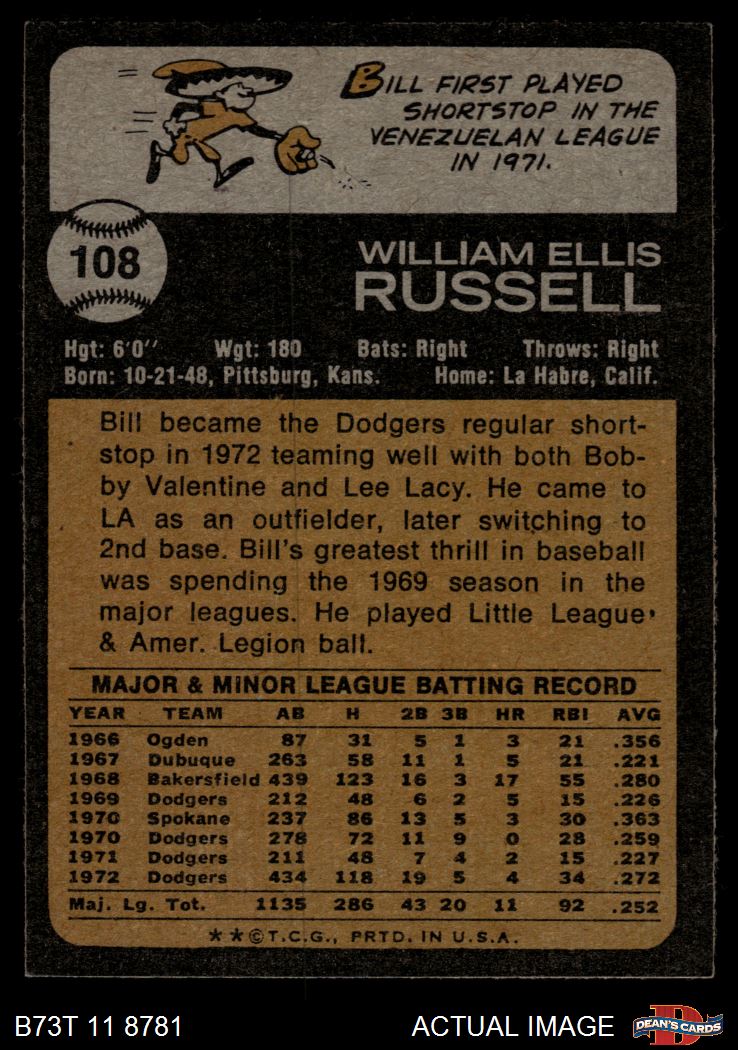 BILL FIRST PLAYED
SHORTSTOP IN THE
VENEZUELAN LEAGUE
IN 1971.
108
WILLIAM ELLIS
RUSSELL
Hgt: 6'0" Wgt: 180 Bats: Right Throws: Right
Born: 10-21-48, Pittsburg, Kans. Home: La Habre, Calif.
Bill became the Dodgers regular short-
stop in 1972 teaming well with both Bob-
by Valentine and Lee Lacy. He came to
LA as an outfielder, later switching to
2nd base. Bill's greatest thrill in baseball
was spending the 1969 season in the
major leagues. He played Little League
& Amer. Legion ball.
MAJOR & MINOR LEAGUE BATTING RECORD
YEAR TEAM AB H 2B 3B HR RBI AVG
1966 Ogden 87 31 5 1 3 21 .356
1967 Dubuque 263 58 11 1 5 21 .221
1968 Bakersfield 439 123 16 3 17 55 .280
1969 Dodgers 212 48 6 2 5 15 .226
1970 Spokane 237 86 13 5 3 30 .363
1970 Dodgers 278 72 11 9 0 28 .259
1971 Dodgers 211 48 7 4 2 15 .227
1972 Dodgers 434 118 19 5 4 34 .272
Maj. Lg. Tot. 1135 286 43 20 11 92 .252
**©T.C.G., PRTD. IN U.S.A.
B73T 11 8781 ACTUAL IMAGE DEAN'S CARDS